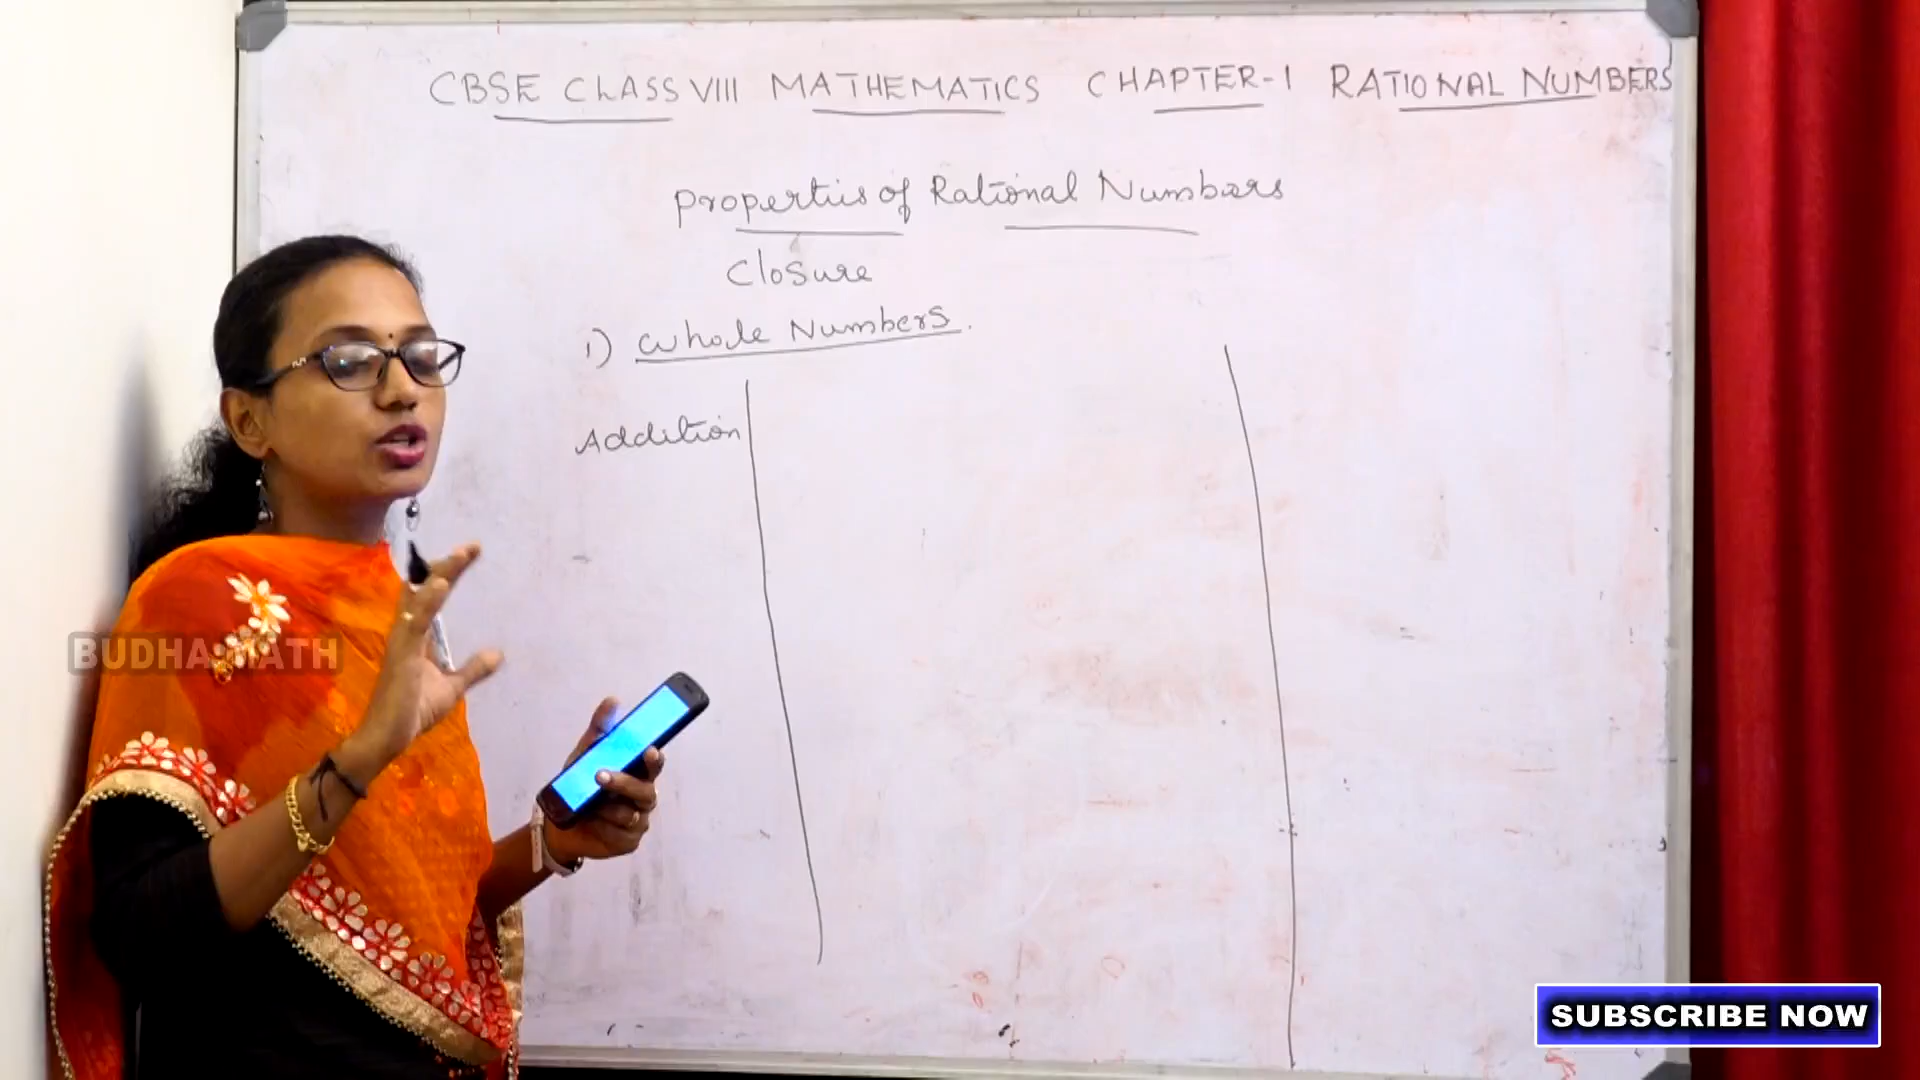 CBSE CLASS VIII MATHEMATICS CHAPTER-1 RATIONAL NUMBERS
Properties of Rational Numbers
Closure
1) Whole Numbers.
Addition
BUDHA MATH
SUBSCRIBE NOW